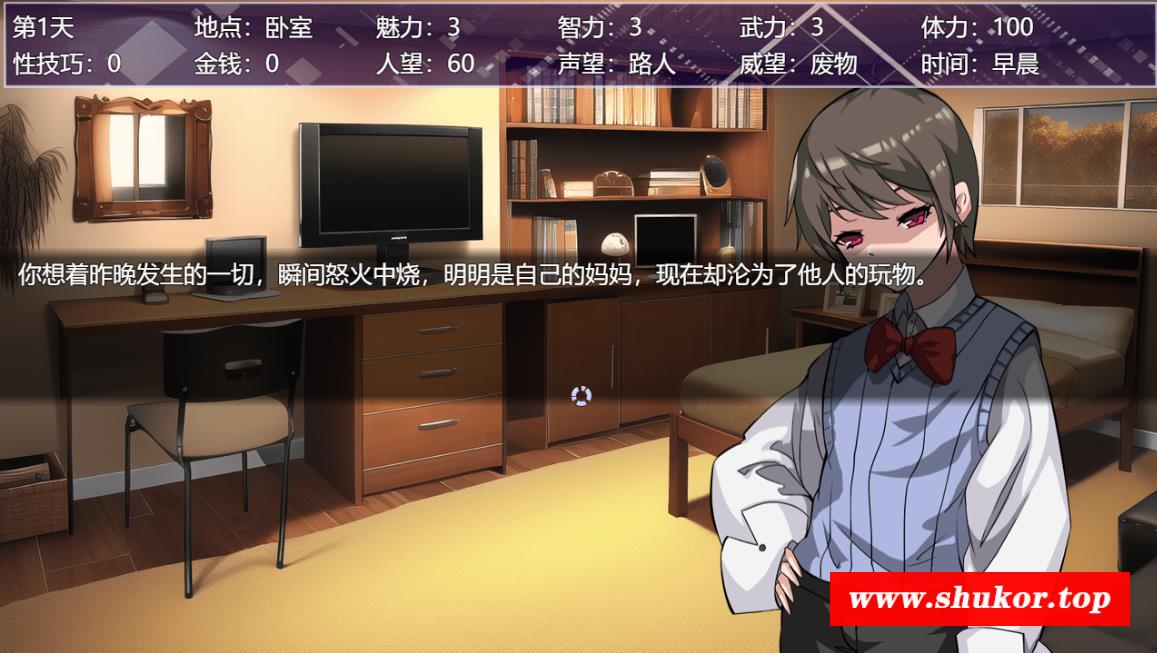 第1天 地点：卧室 魅力：3 智力：3 武力：3 体力：100
性技巧：0 金钱：0 人望：60 声望：路人 威望：废物 时间：早晨
你想着昨晚发生的一切，瞬间怒火中烧，明明是自己的妈妈，现在却沦为了他人的玩物。
www.shukor.top